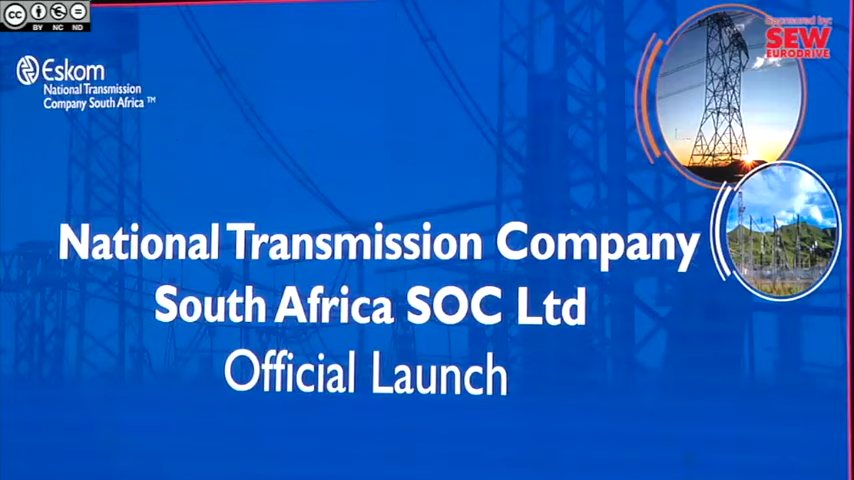 cc
BY NC ND
Sponsored by:
SEW
EURODRIVE
Eskom
National Transmission
Company South Africa ™
National Transmission Company
South Africa SOC Ltd
Official Launch